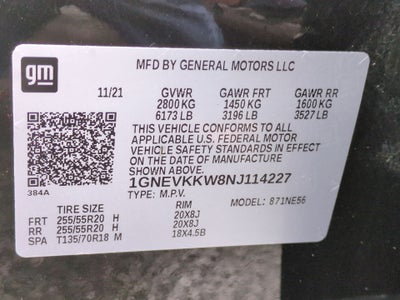 gm
MFD BY GENERAL MOTORS LLC
11/21 GVWR GAWR FRT GAWR RR
2800 KG 1450 KG 1600 KG
6173 LB 3196 LB 3527 LB
THIS VEHICLE CONFORMS TO ALL
APPLICABLE U.S. FEDERAL MOTOR
VEHICLE SAFETY STANDARDS IN EFFECT
ON THE DATE OF MANUFACTURE
SHOWN ABOVE.
384A
1GNEVKKW8NJ114227
TYPE: M.P.V. 871NE56
TIRE SIZE RIM
FRT 255/55R20 H 20X8J
RR 255/55R20 H 20X8J
SPA T135/70R18 M 18X4.5B